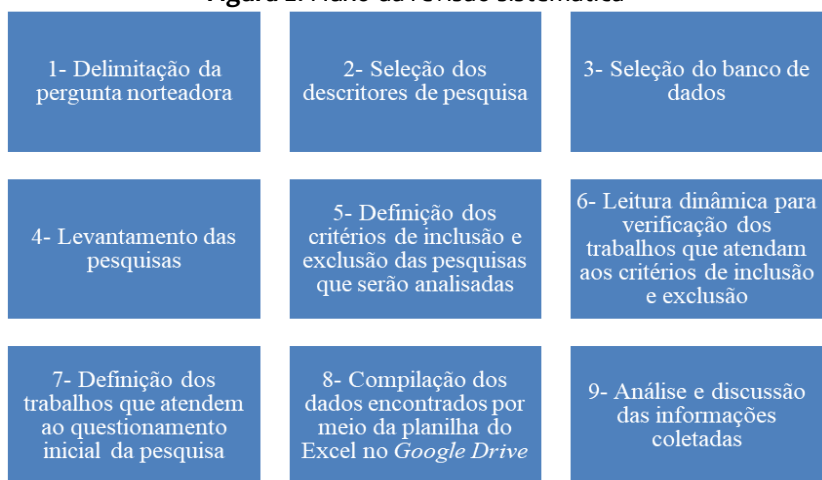 Figura da revisão sistemática
1- Delimitação da
pergunta norteadora
2- Seleção dos
descritores de pesquisa
3- Seleção do banco de
dados
4- Levantamento das
pesquisas
5- Definição dos
critérios de inclusão e
exclusão das pesquisas
que serão analisadas
6- Leitura dinâmica para
verificação dos
trabalhos que atendam
aos critérios de inclusão
e exclusão
7- Definição dos
trabalhos que atendem
ao questionamento
inicial da pesquisa
8- Compilação dos
dados encontrados por
meio da planilha do
Excel no Google Drive
9- Análise e discussão
das informações
coletadas